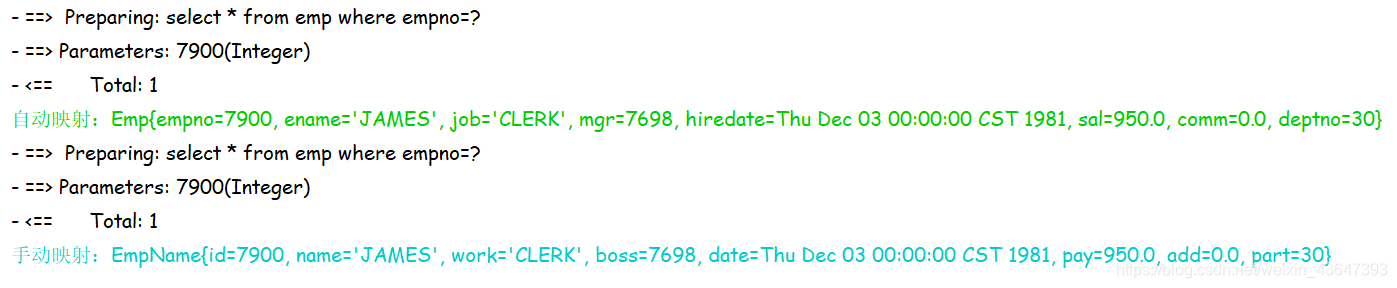 - ==>  Preparing: select * from emp where empno=?
- ==> Parameters: 7900(Integer)
- <==      Total: 1
自动映射：Emp{empno=7900, ename='JAMES', job='CLERK', mgr=7698, hiredate=Thu Dec 03 00:00:00 CST 1981, sal=950.0, comm=0.0, deptno=30}
- ==>  Preparing: select * from emp where empno=?
- ==> Parameters: 7900(Integer)
- <==      Total: 1
手动映射：EmpName{id=7900, name='JAMES', work='CLERK', boss=7698, date=Thu Dec 03 00:00:00 CST 1981, pay=950.0, add=0.0, part=30}
https://blog.csdn.net/weixin_43647393